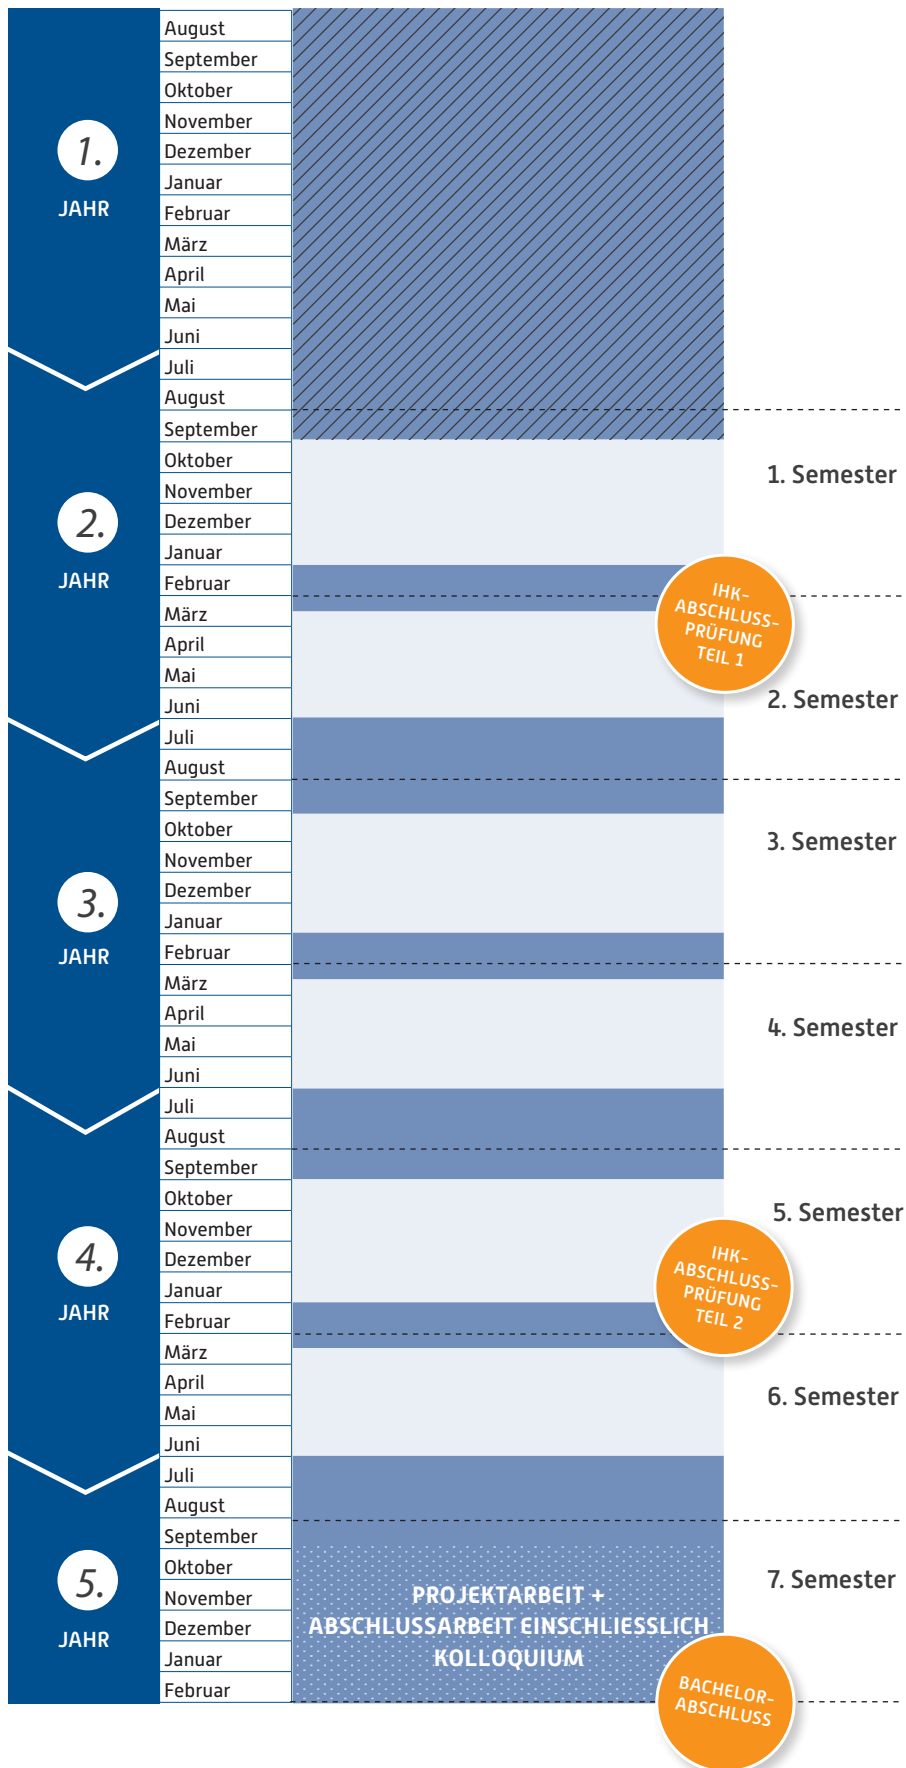 1.
JAHR
August
September
Oktober
November
Dezember
Januar
Februar
März
April
Mai
Juni
Juli
2.
JAHR
August
September
Oktober
November
Dezember
Januar
Februar
März
April
Mai
Juni
1. Semester
IHK-
ABSCHLUSS-
PRÜFUNG
TEIL 1
2. Semester
3.
JAHR
Juli
August
September
Oktober
November
Dezember
Januar
Februar
März
April
Mai
Juni
3. Semester
4. Semester
4.
JAHR
Juli
August
September
Oktober
November
Dezember
Januar
Februar
März
April
Mai
Juni
5. Semester
IHK-
ABSCHLUSS-
PRÜFUNG
TEIL 2
6. Semester
5.
JAHR
Juli
August
September
Oktober
November
Dezember
Januar
Februar
7. Semester
PROJEKTARBEIT +
ABSCHLUSSARBEIT EINSCHLIESSLICH
KOLLOQUIUM
BACHELOR-
ABSCHLUSS